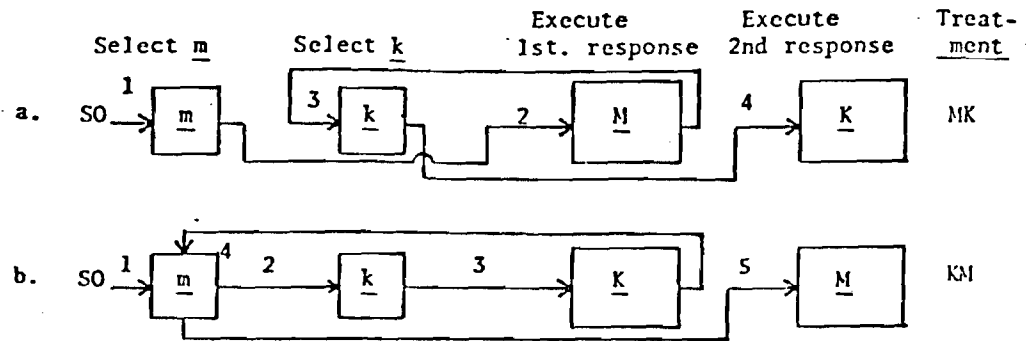 Execute Execute Treat-
Select m Select k 1st. response 2nd response ment
1 3 2 4
a. SO m k M K MK
1 4 2 3 5
b. SO m k K M KM